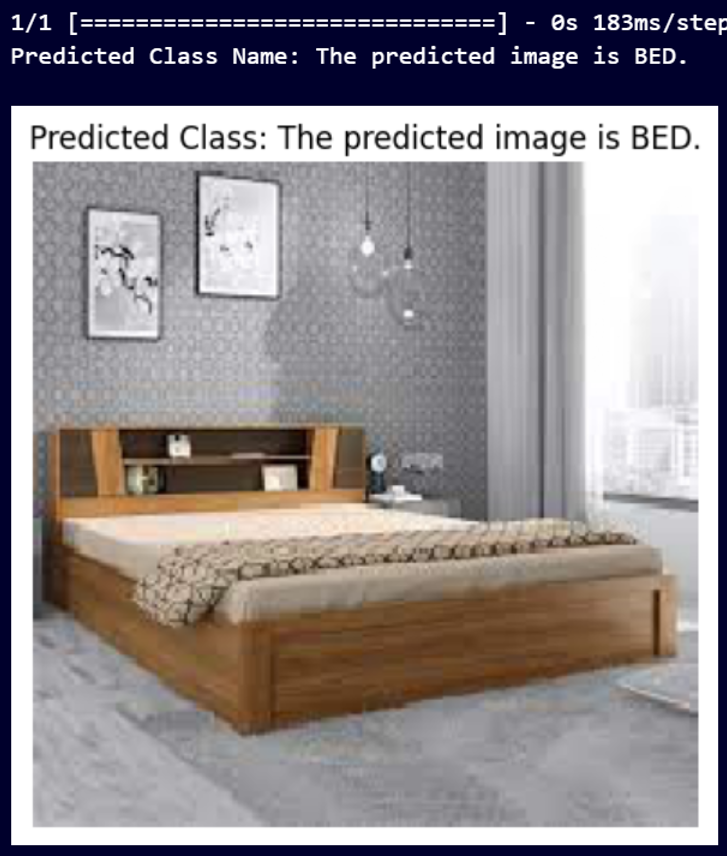 1/1 [==============================] - 0s 183ms/step
Predicted Class Name: The predicted image is BED.
Predicted Class: The predicted image is BED.